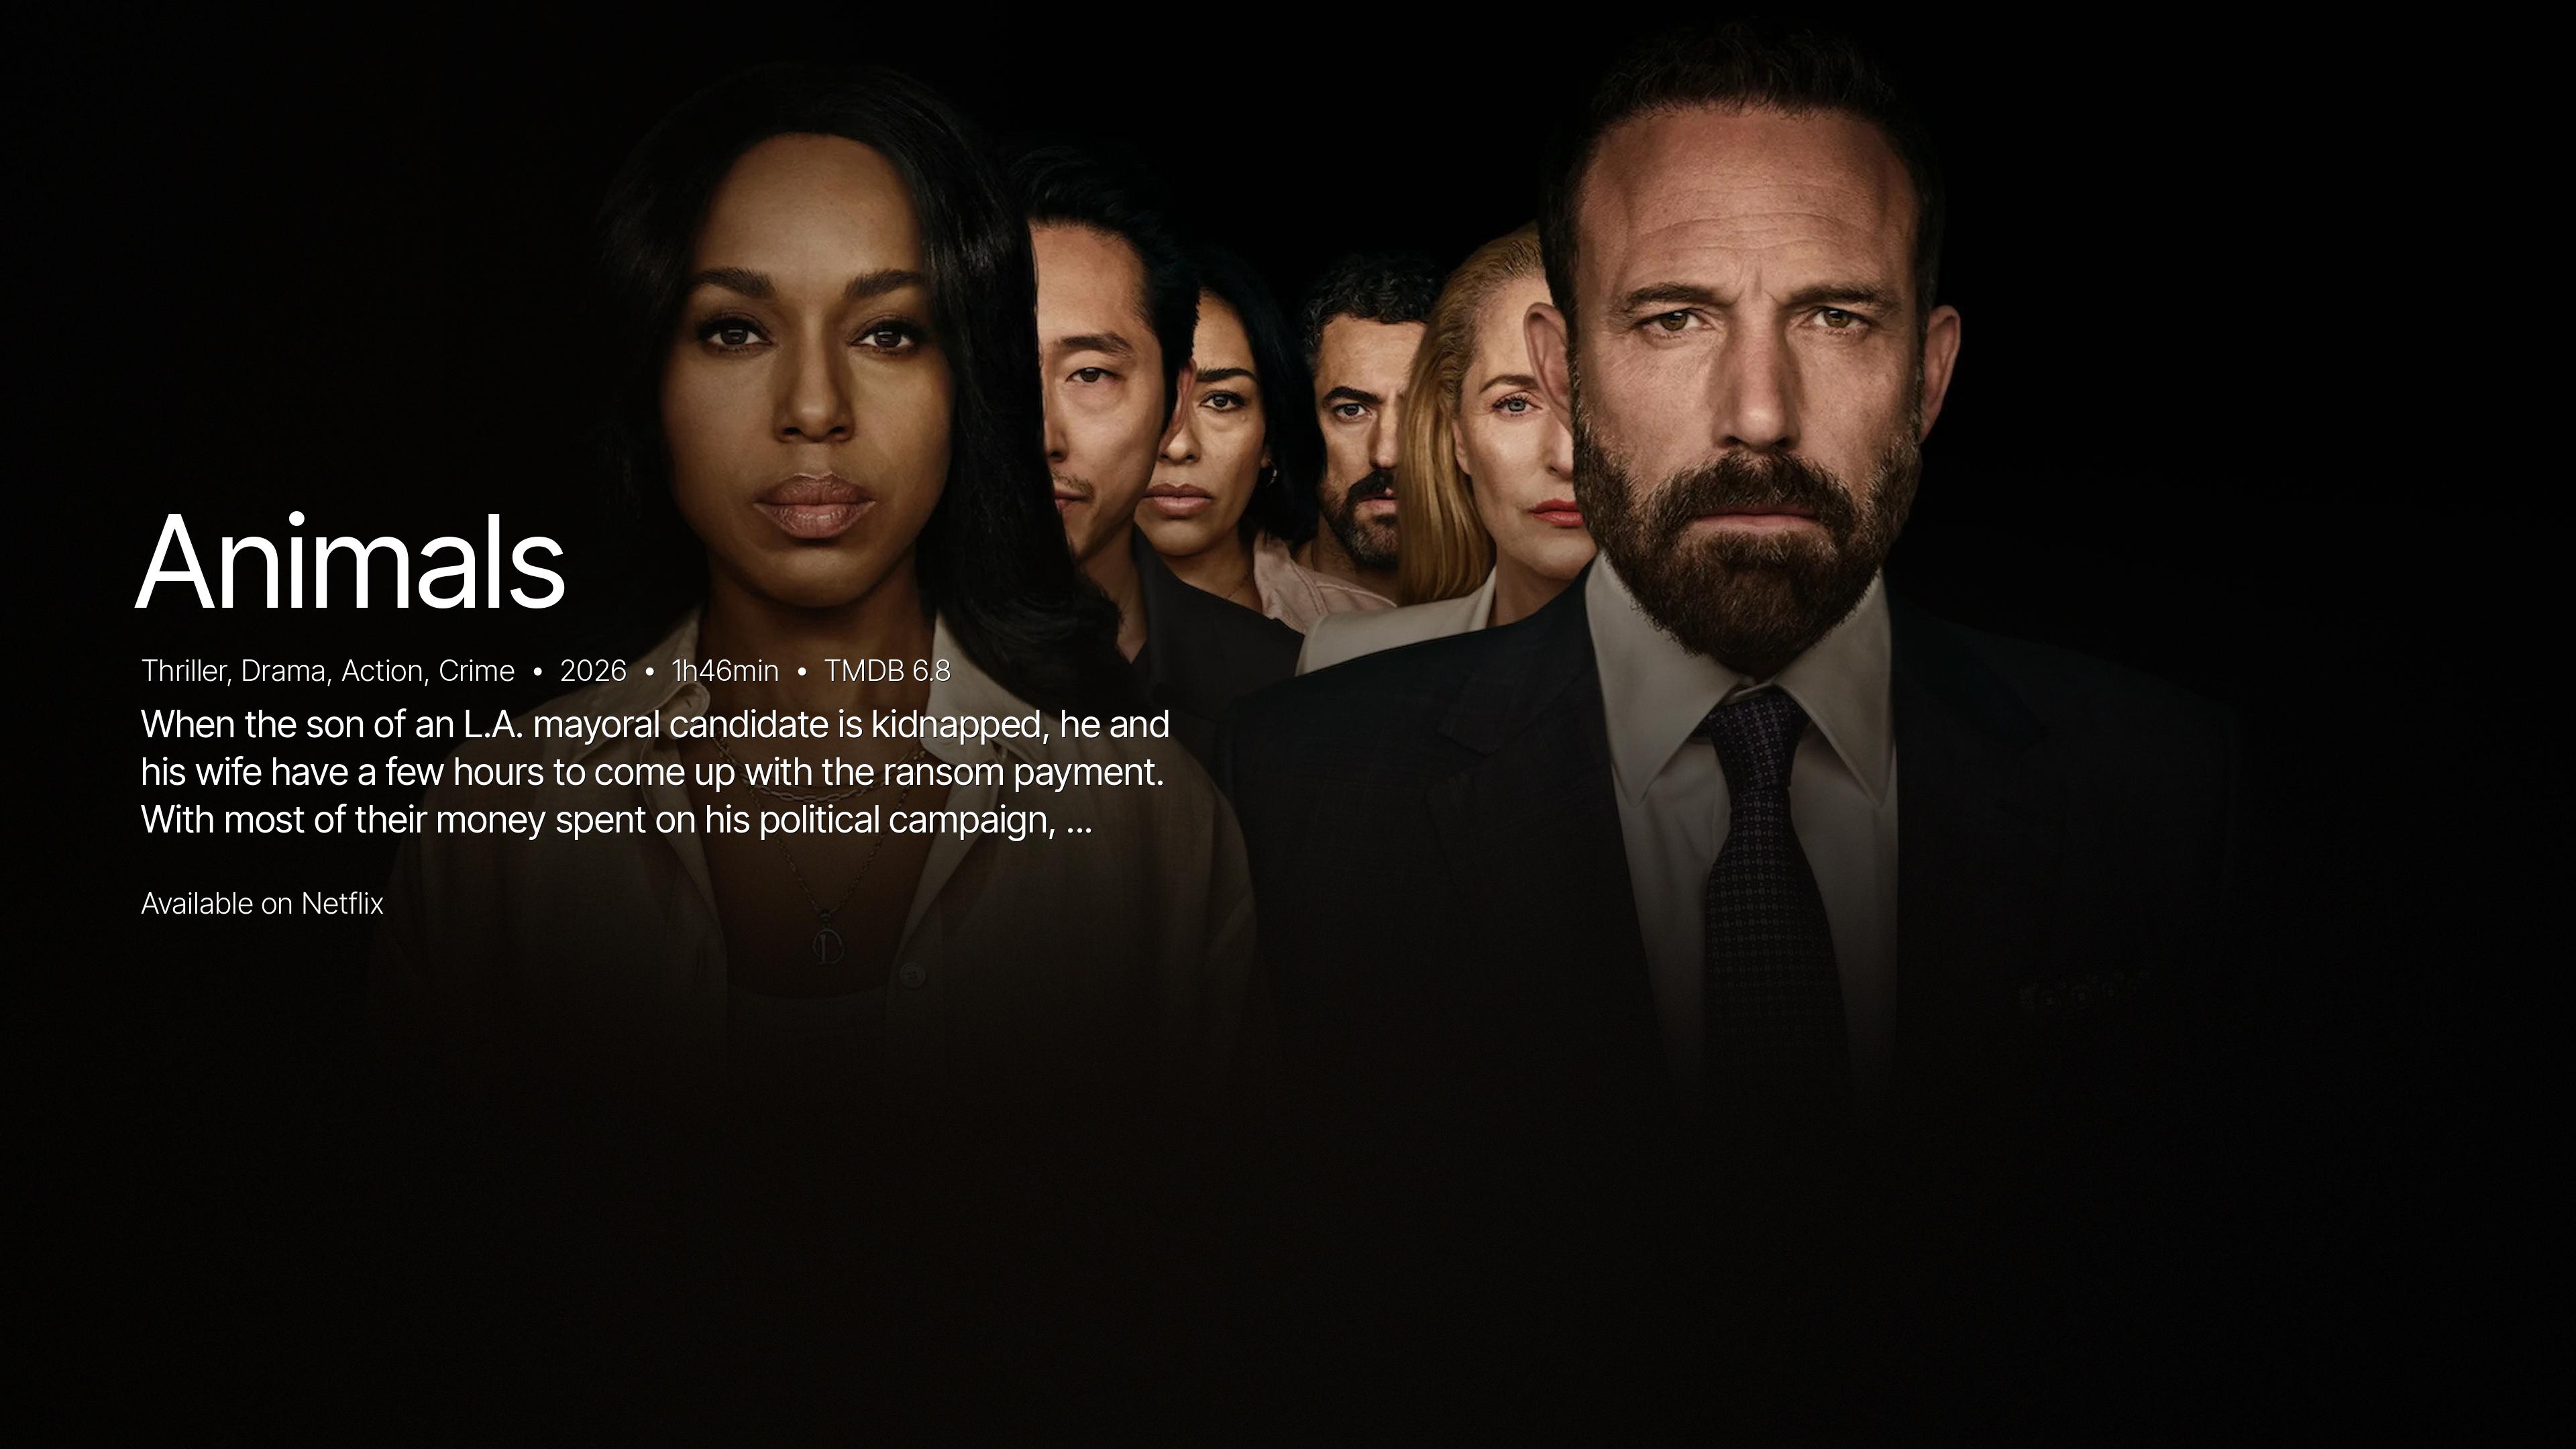 Animals
Thriller, Drama, Action, Crime • 2026 • 1h46min • TMDB 6.8
When the son of an L.A. mayoral candidate is kidnapped, he and
his wife have a few hours to come up with the ransom payment.
With most of their money spent on his political campaign, ...
Available on Netflix
D